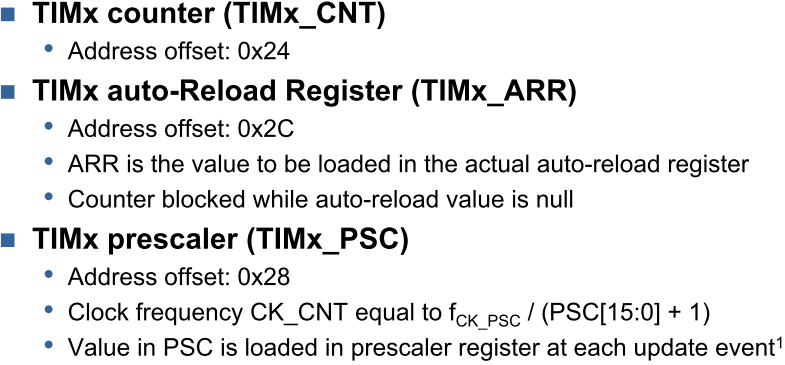 ■ TIMx counter (TIMx_CNT)
• Address offset: 0x24
■ TIMx auto-Reload Register (TIMx_ARR)
• Address offset: 0x2C
• ARR is the value to be loaded in the actual auto-reload register
• Counter blocked while auto-reload value is null
■ TIMx prescaler (TIMx_PSC)
• Address offset: 0x28
• Clock frequency CK_CNT equal to fCK_PSC / (PSC[15:0] + 1)
• Value in PSC is loaded in prescaler register at each update event¹